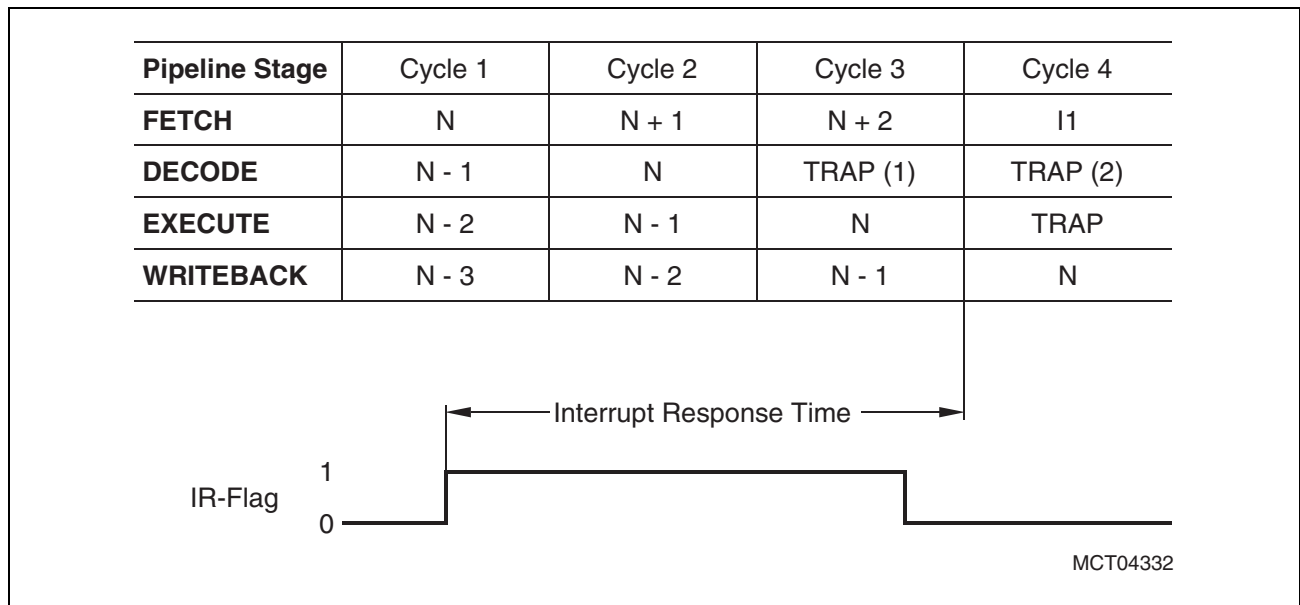 Pipeline Stage Cycle 1 Cycle 2 Cycle 3 Cycle 4
FETCH N N + 1 N + 2 I1
DECODE N - 1 N TRAP (1) TRAP (2)
EXECUTE N - 2 N - 1 N TRAP
WRITEBACK N - 3 N - 2 N - 1 N
Interrupt Response Time
1
IR-Flag
0
MCT04332